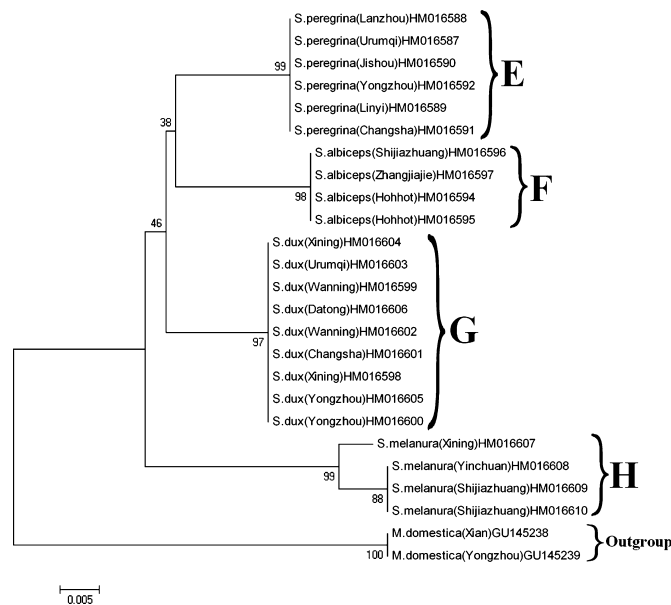 S.peregrina(Lanzhou)HM016588
S.peregrina(Urumqi)HM016587
S.peregrina(Jishou)HM016590
99
E
S.peregrina(Yongzhou)HM016592
S.peregrina(Linyi)HM016589
38
S.peregrina(Changsha)HM016591
S.albiceps(Shijiazhuang)HM016596
S.albiceps(Zhangjiajie)HM016597
F
98
S.albiceps(Hohhot)HM016594
S.albiceps(Hohhot)HM016595
46
S.dux(Xining)HM016604
S.dux(Urumqi)HM016603
S.dux(Wanning)HM016599
S.dux(Datong)HM016606
S.dux(Wanning)HM016602
G
97
S.dux(Changsha)HM016601
S.dux(Xining)HM016598
S.dux(Yongzhou)HM016605
S.dux(Yongzhou)HM016600
S.melanura(Xining)HM016607
S.melanura(Yinchuan)HM016608
99
H
S.melanura(Shijiazhuang)HM016609
88
S.melanura(Shijiazhuang)HM016610
M.domestica(Xian)GU145238
Outgroup
100
M.domestica(Yongzhou)GU145239
0.005